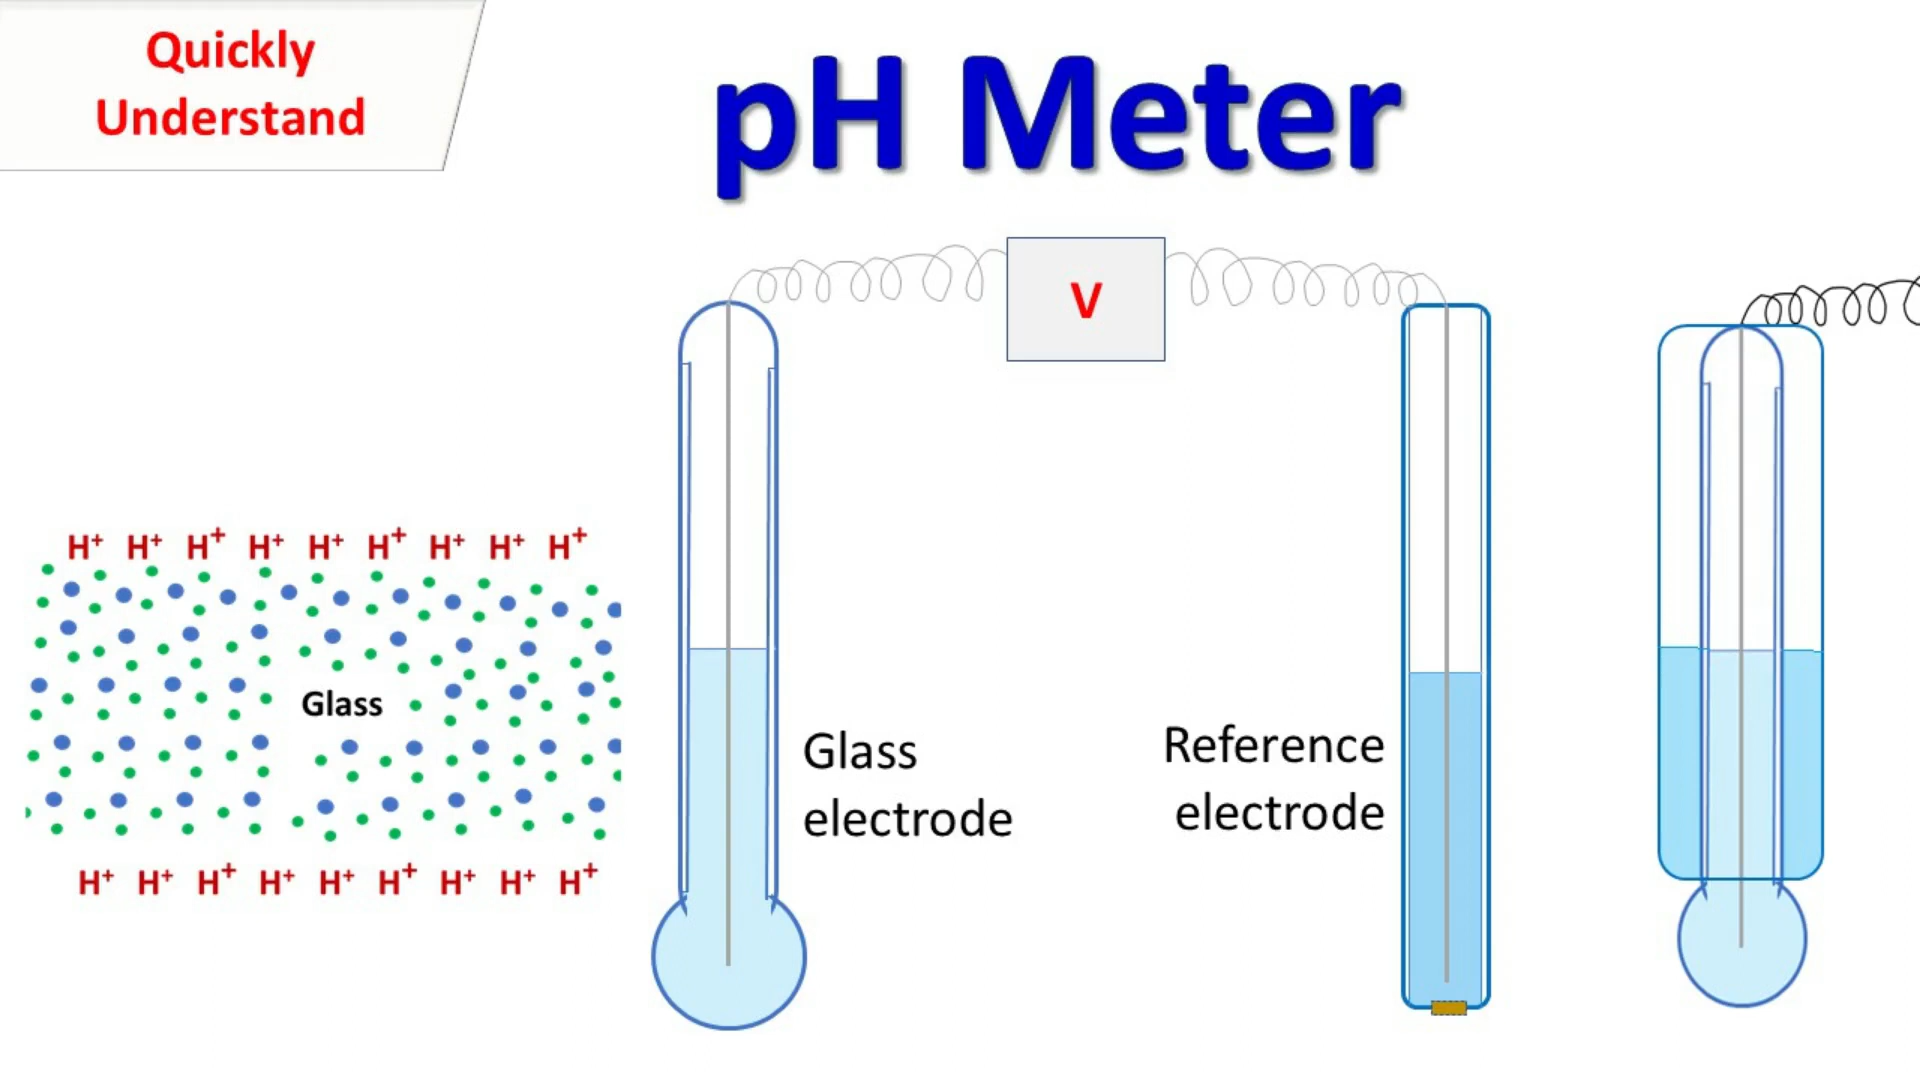 Quickly
Understand
pH Meter
V
H⁺ H⁺ H⁺ H⁺ H⁺ H⁺ H⁺ H⁺ H⁺
Glass
H⁺ H⁺ H⁺ H⁺ H⁺ H⁺ H⁺ H⁺ H⁺
Glass
electrode
Reference
electrode